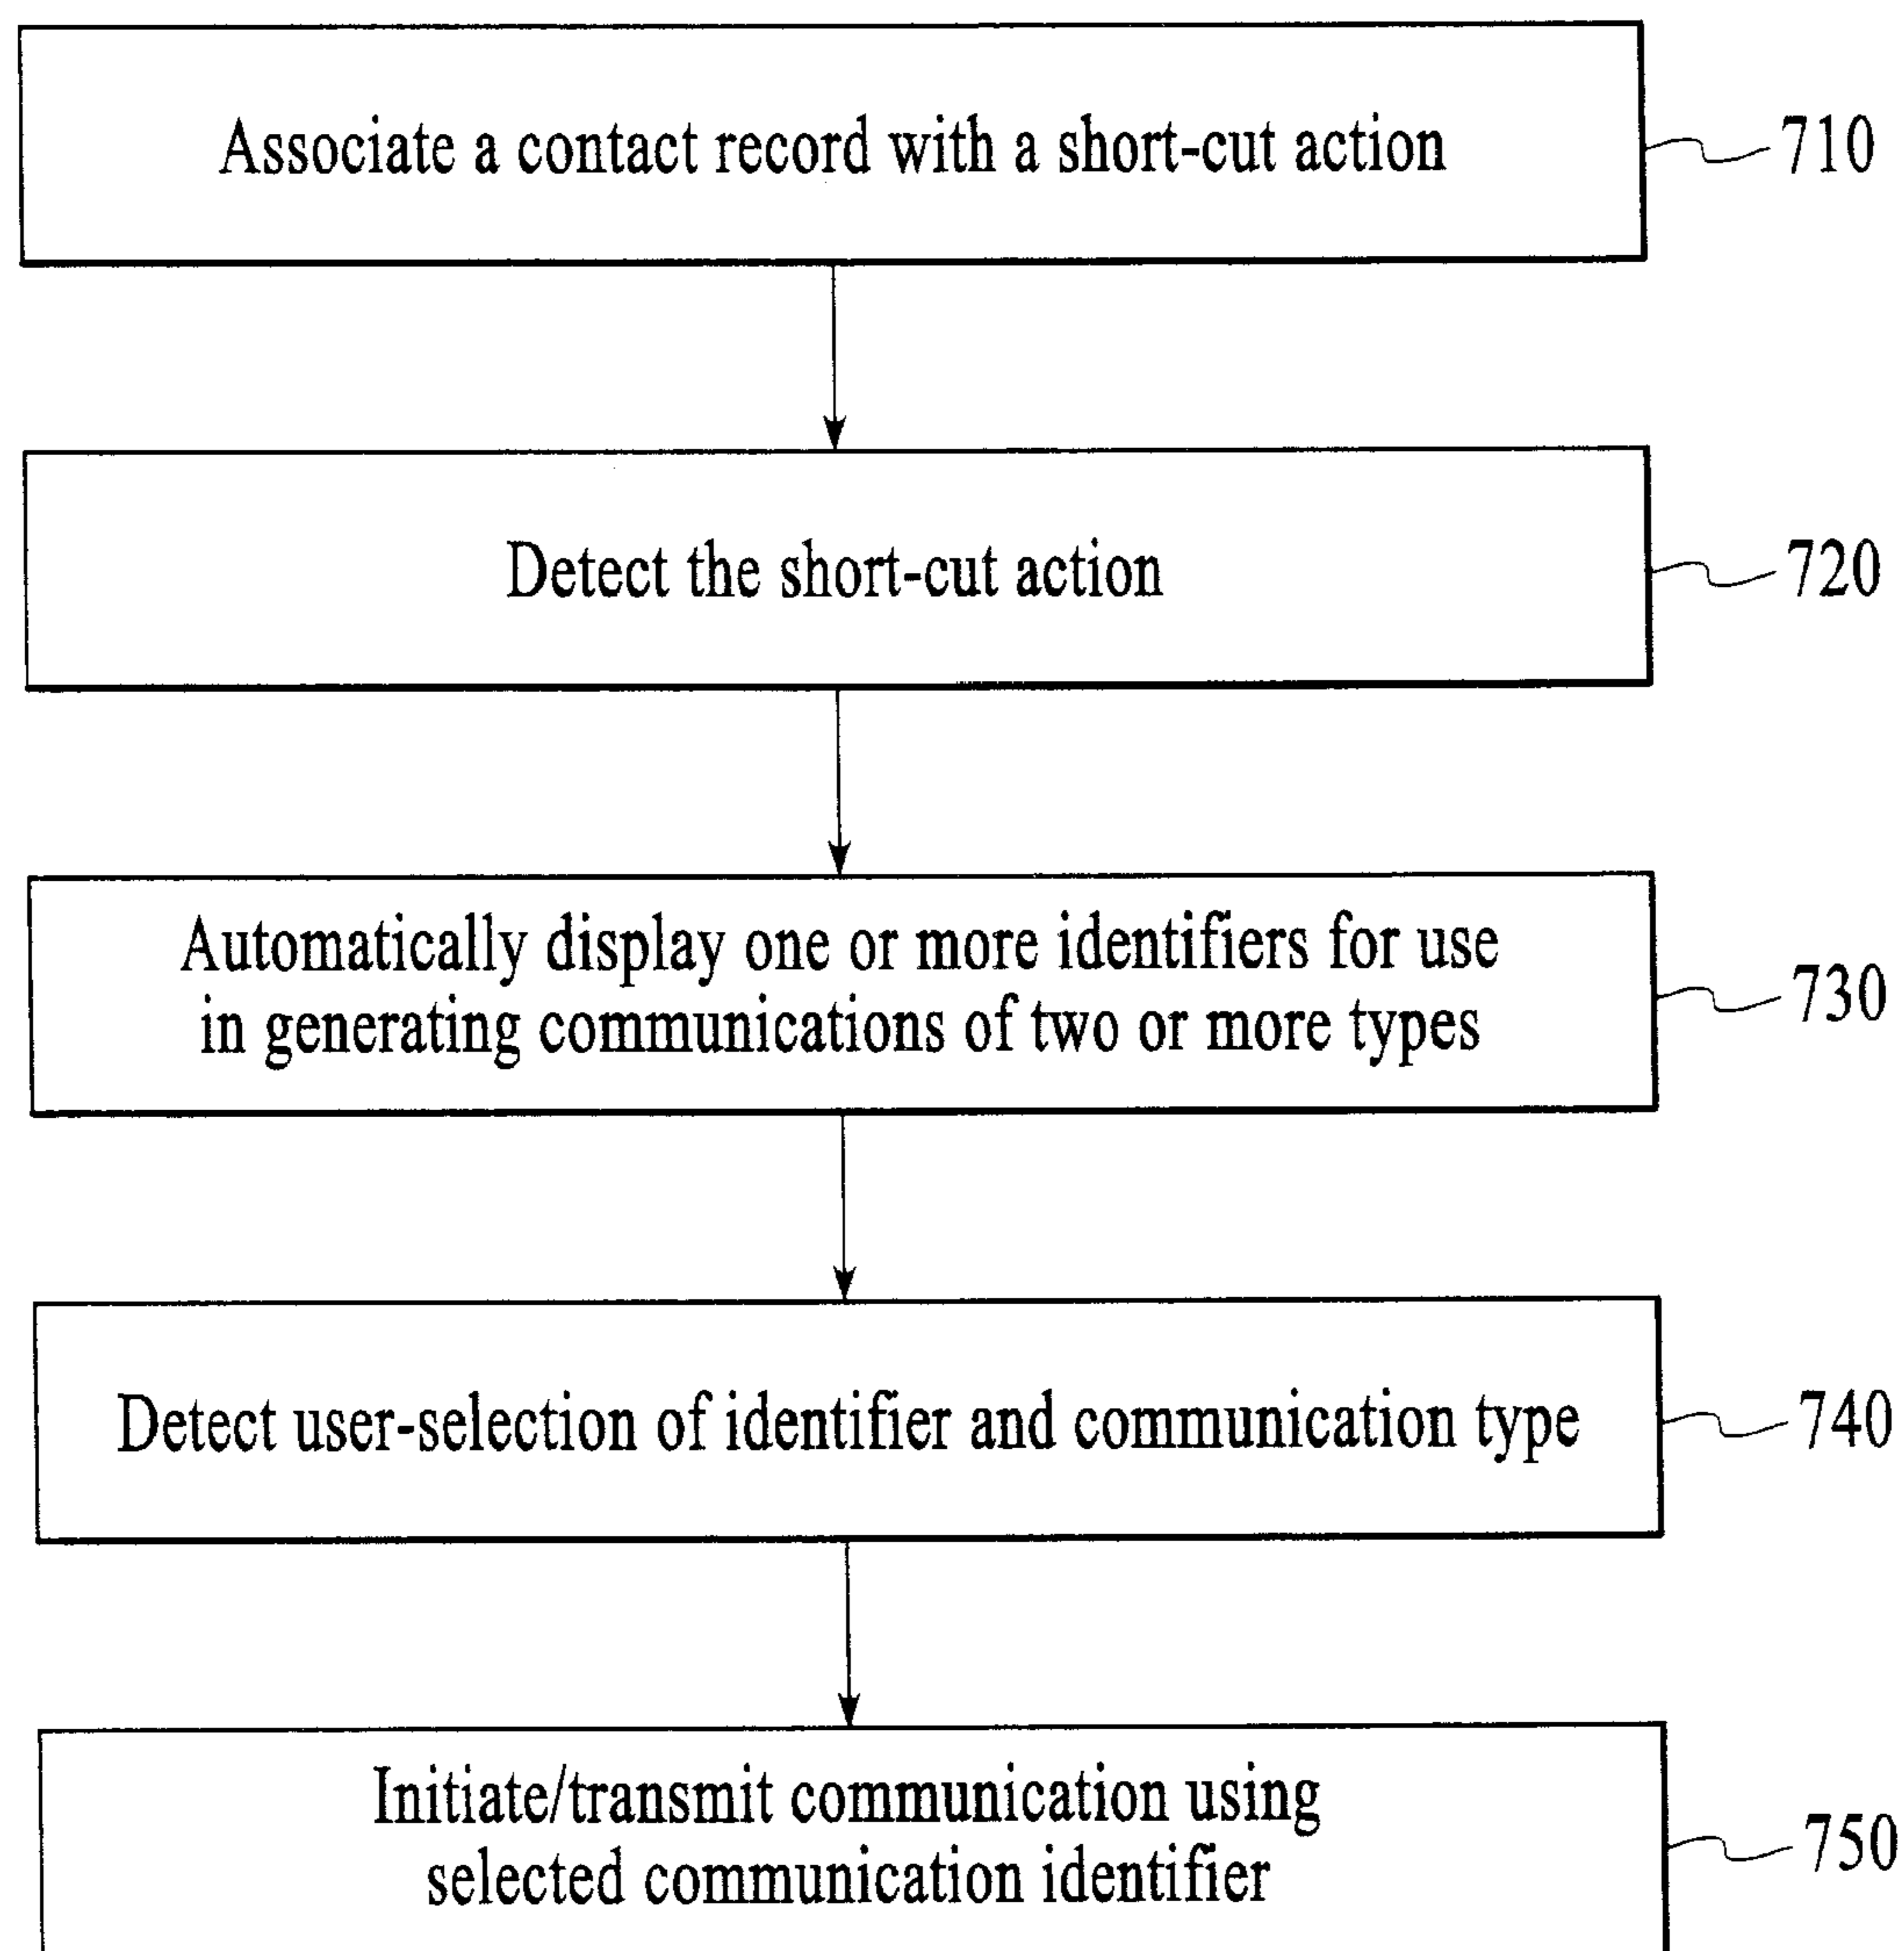 Associate a contact record with a short-cut action
710
Detect the short-cut action
720
Automatically display one or more identifiers for use
in generating communications of two or more types
730
Detect user-selection of identifier and communication type
740
Initiate/transmit communication using
selected communication identifier
750